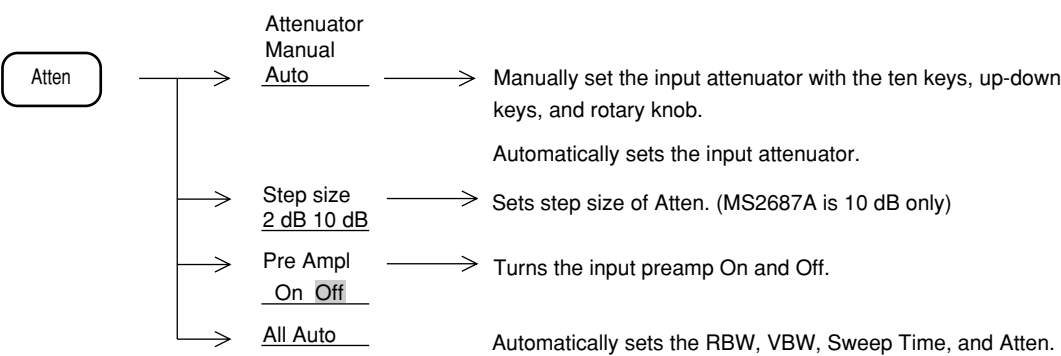 Atten
Attenuator
Manual
Auto
Manually set the input attenuator with the ten keys, up-down
keys, and rotary knob.
Automatically sets the input attenuator.
Step size
2 dB 10 dB
Sets step size of Atten. (MS2687A is 10 dB only)
Pre Ampl
On Off
Turns the input preamp On and Off.
All Auto
Automatically sets the RBW, VBW, Sweep Time, and Atten.